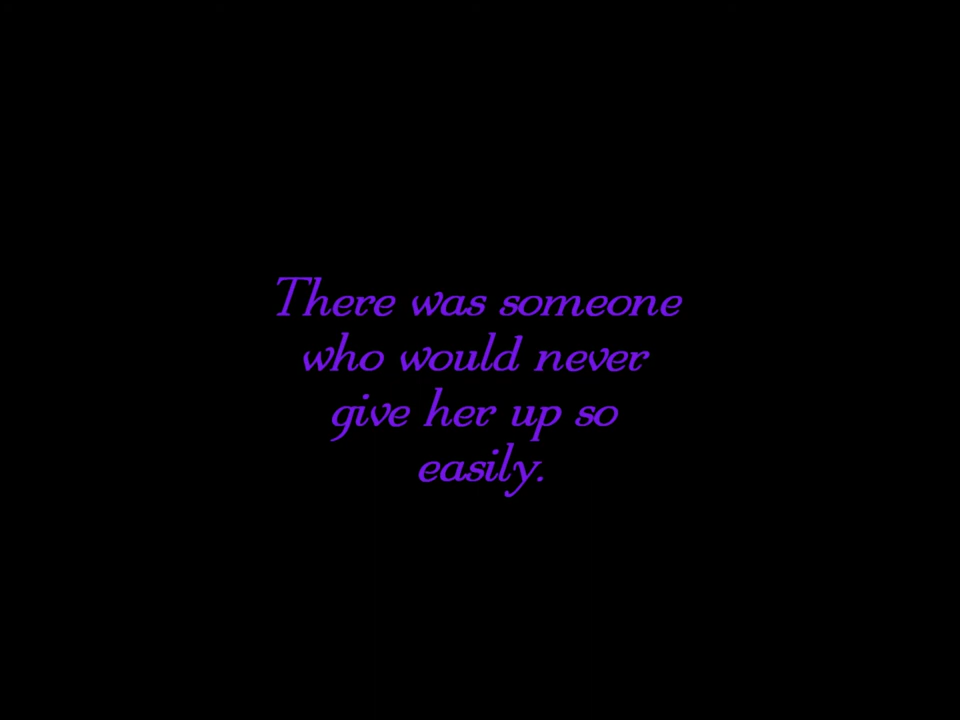 There was someone
who would never
give her up so
easily.